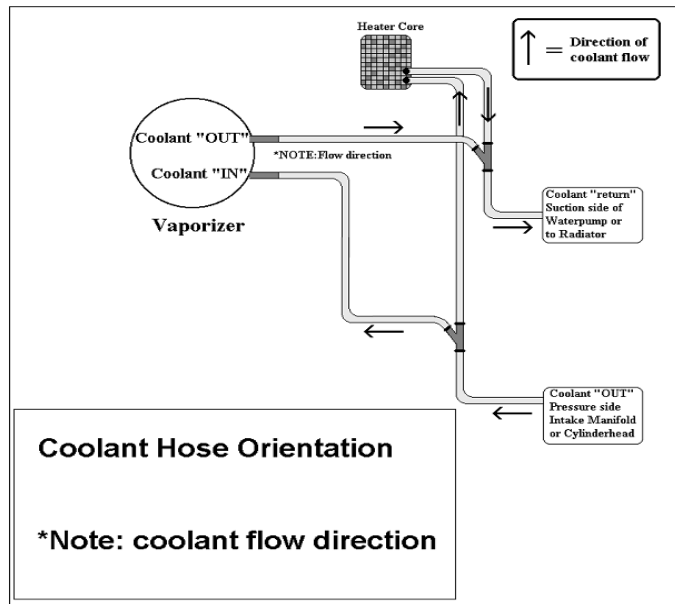 Heater Core
= Direction of
coolant flow
Coolant "OUT"
*NOTE:Flow direction
Coolant "IN"
Vaporizer
Coolant "return"
Suction side of
Waterpump or
to Radiator
Coolant "OUT"
Pressure side
Intake Manifold
or Cylinderhead
Coolant Hose Orientation
*Note: coolant flow direction